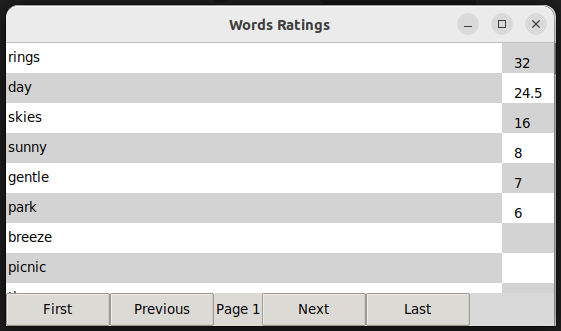 Words Ratings
rings 32
day 24.5
skies 16
sunny 8
gentle 7
park 6
breeze
picnic
First Previous Page 1 Next Last